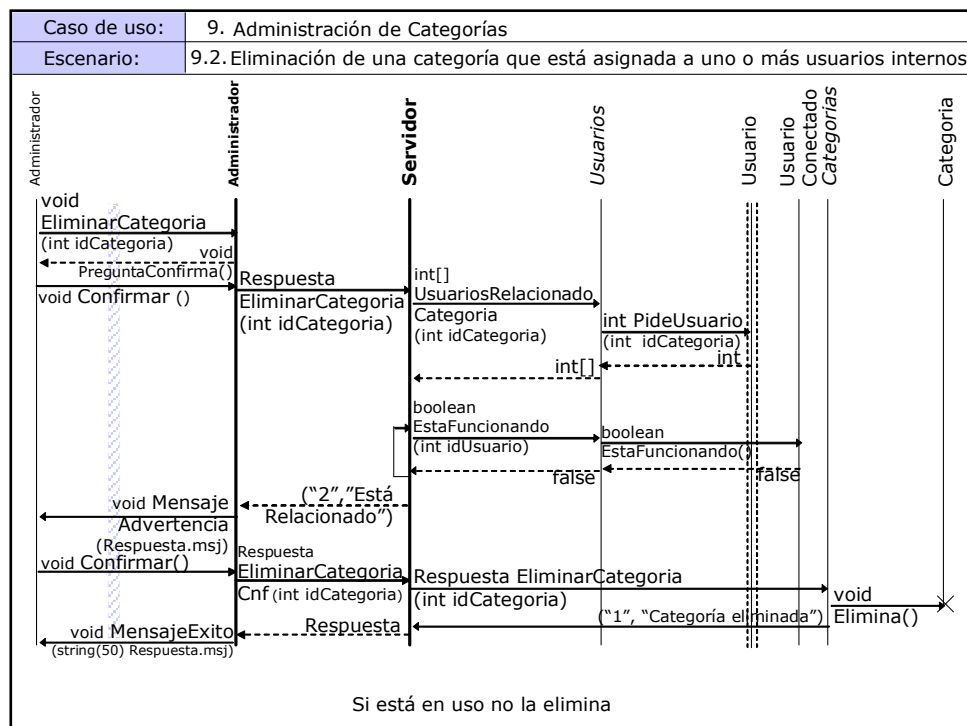 Caso de uso: 9. Administración de Categorías
Escenario: 9.2. Eliminación de una categoría que está asignada a uno o más usuarios internos
Administrador
Administrador
Servidor
Usuarios
Usuario
Usuario
Conectado
Categorias
Categoria
void
EliminarCategoria
(int idCategoria)
void
PreguntaConfirma()
void Confirmar ()
Respuesta
EliminarCategoria
(int idCategoria)
int[]
UsuariosRelacionado
Categoria
(int idCategoria)
int PideUsuario
(int idCategoria)
int
int[]
boolean
EstaFuncionando
(int idUsuario)
boolean
EstaFuncionando()
false
false
("2","Está
Relacionado")
void Mensaje
Advertencia
(Respuesta.msj)
void Confirmar()
Respuesta
EliminarCategoria
Cnf (int idCategoria)
Respuesta EliminarCategoria
(int idCategoria)
void
Elimina()
("1", "Categoría eliminada")
Respuesta
void MensajeExito
(string(50) Respuesta.msj)
Si está en uso no la elimina